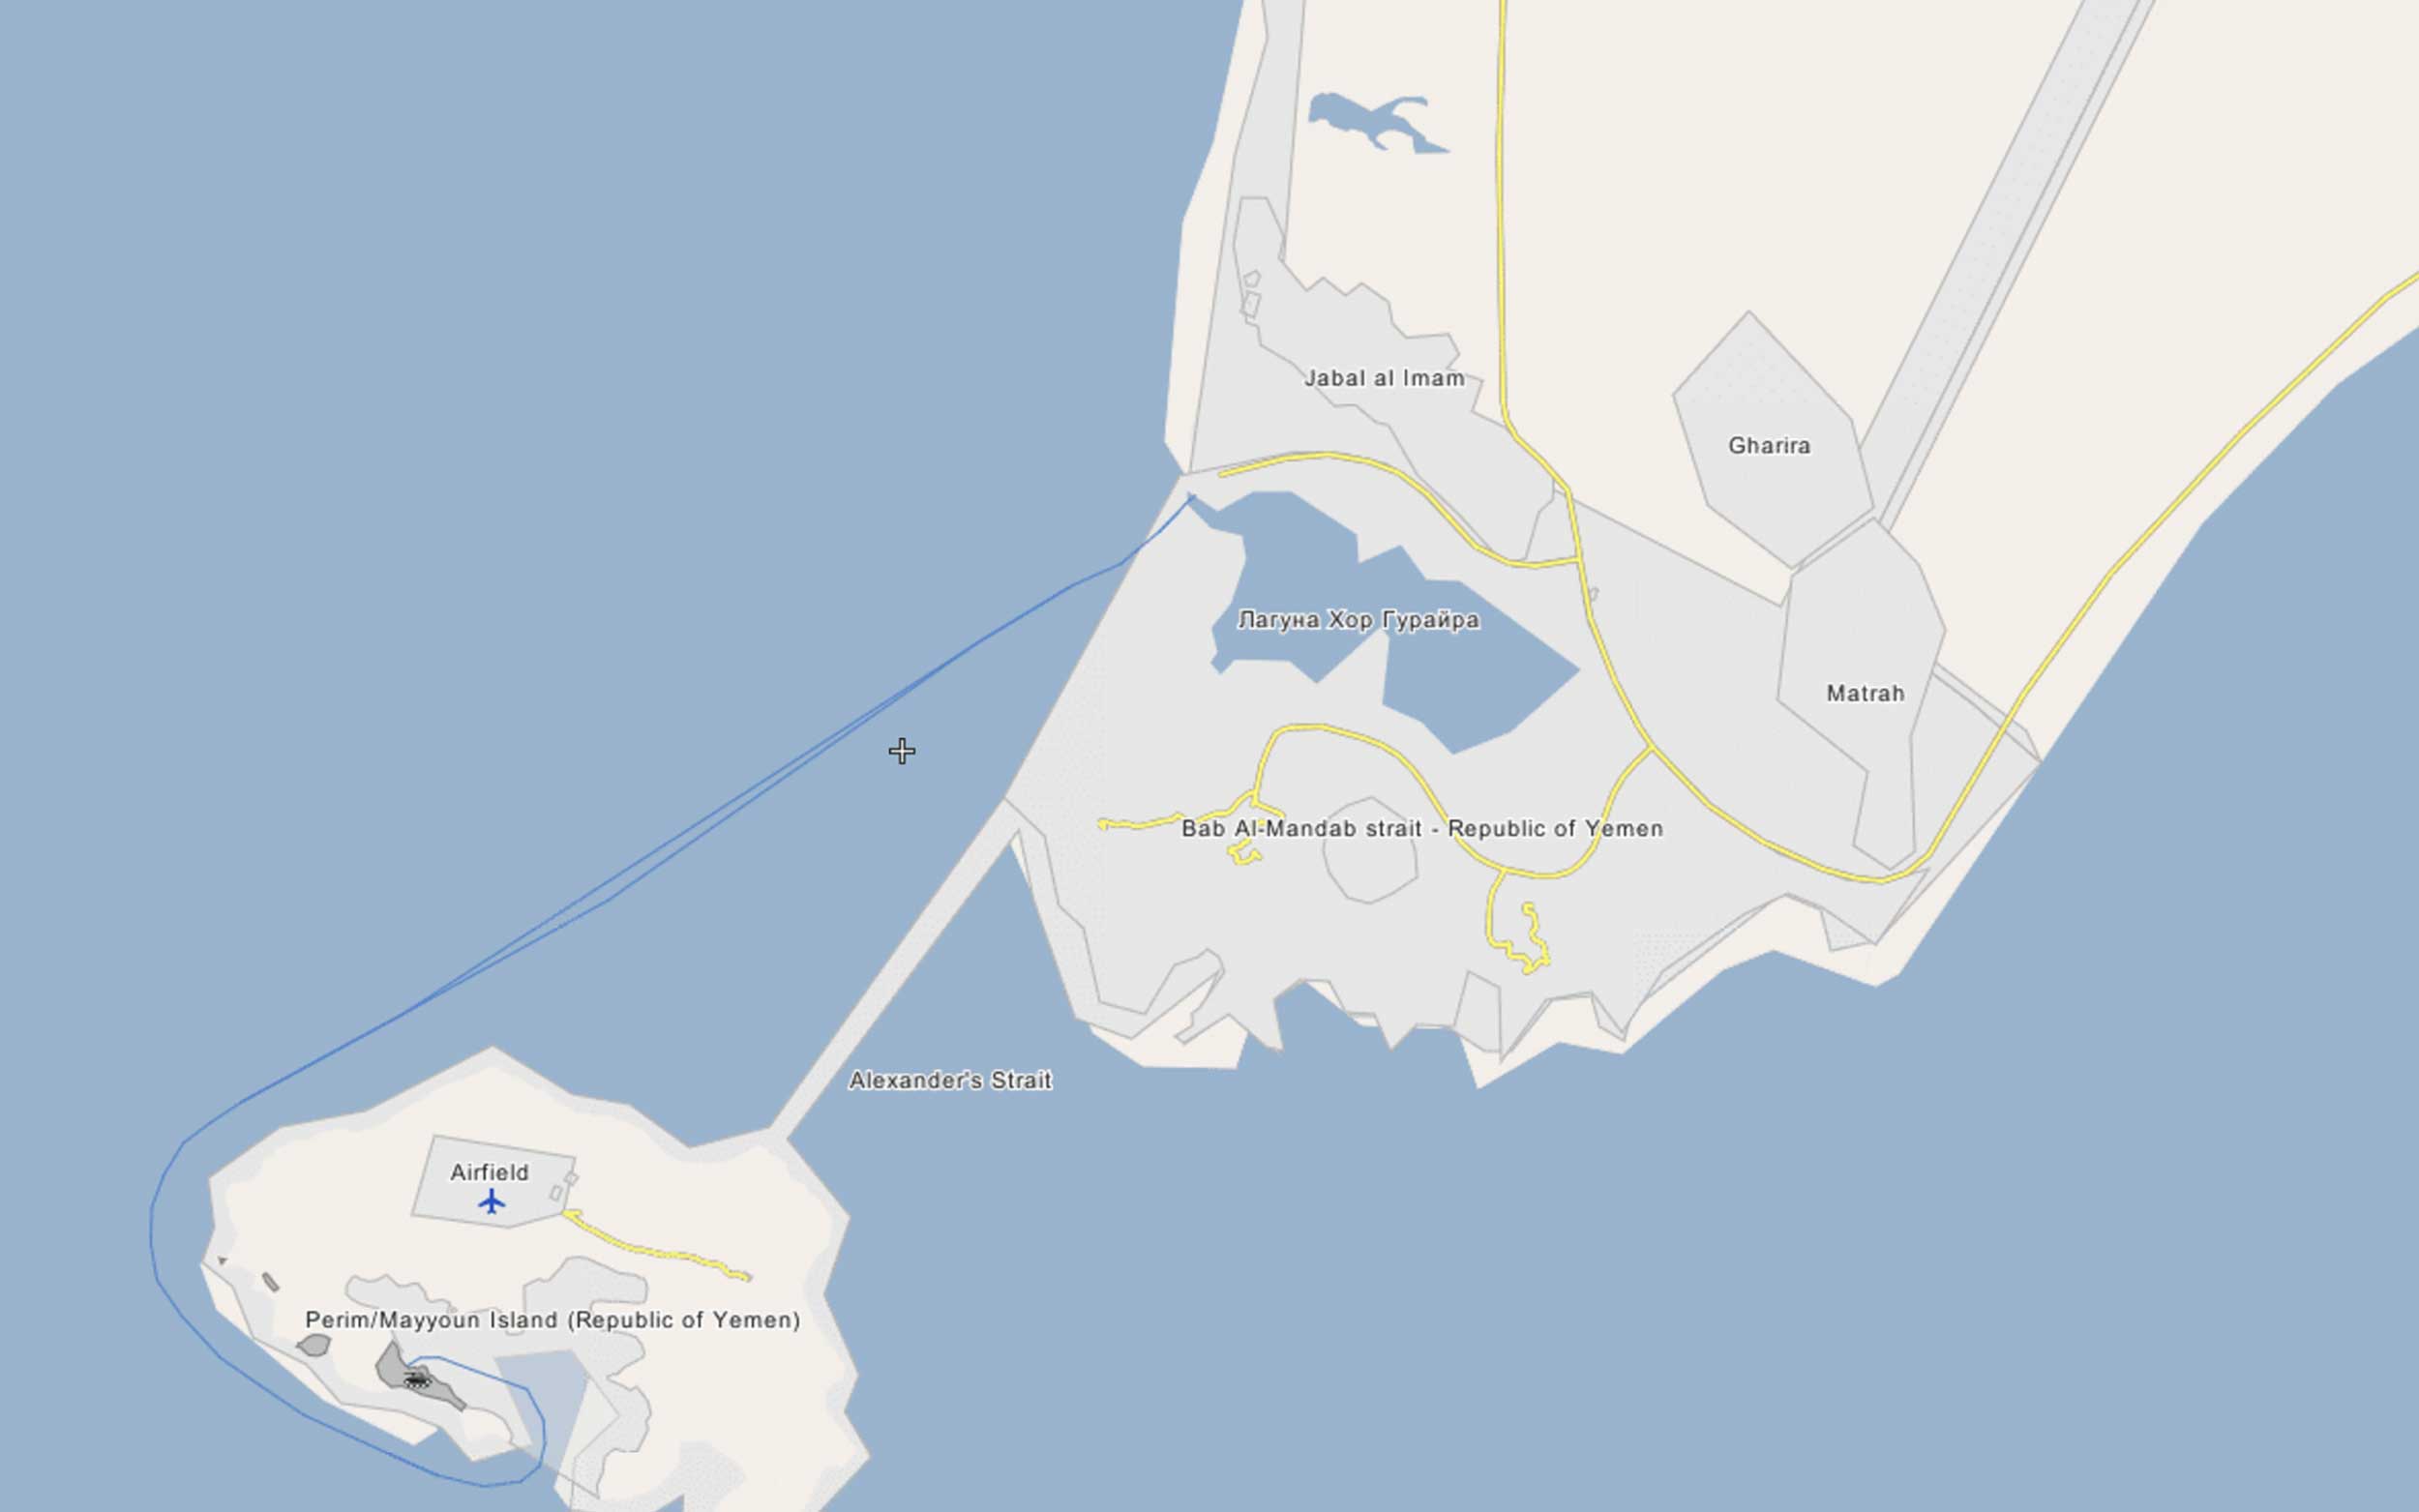 Jabal al Imam
Gharira
Лагуна Хор Гурайра
Matrah
Bab Al-Mandab strait - Republic of Yemen
Alexander's Strait
Airfield
Perim/Mayyoun Island (Republic of Yemen)